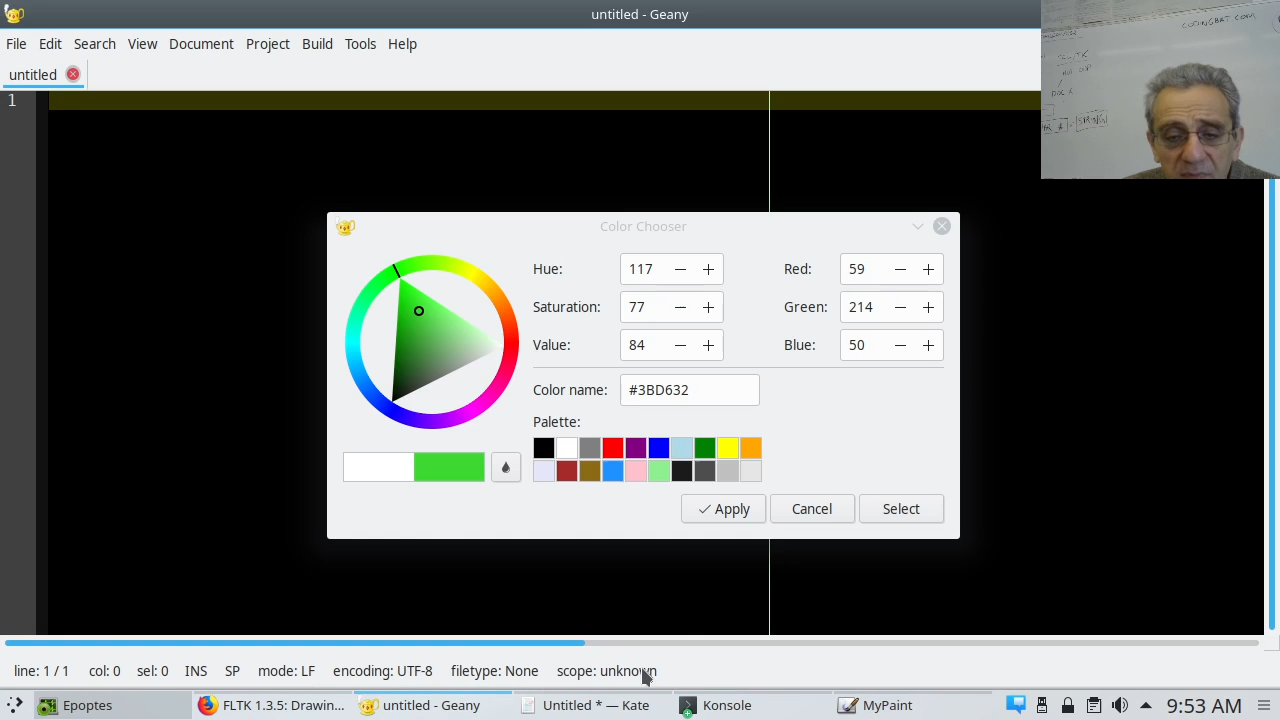 untitled - Geany
File Edit Search View Document Project Build Tools Help
untitled
1
CODINGBAT.COM
Color Chooser
Hue: 117 Red: 59
Saturation: 77 Green: 214
Value: 84 Blue: 50
Color name: #3BD632
Palette:
Apply Cancel Select
line: 1 / 1 col: 0 sel: 0 INS SP mode: LF encoding: UTF-8 filetype: None scope: unknown
Epoptes FLTK 1.3.5: Drawin... untitled - Geany Untitled * — Kate Konsole MyPaint 9:53 AM